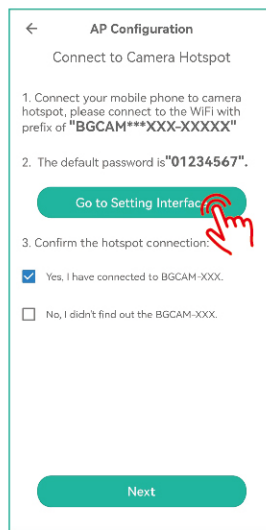 AP Configuration
Connect to Camera Hotspot
1. Connect your mobile phone to camera
hotspot, please connect to the WiFi with
prefix of "BGCAM***XXX-XXXXX"
2. The default password is"01234567".
Go to Setting Interface
3. Confirm the hotspot connection:
Yes, I have connected to BGCAM-XXX.
No, I didn't find out the BGCAM-XXX.
Next